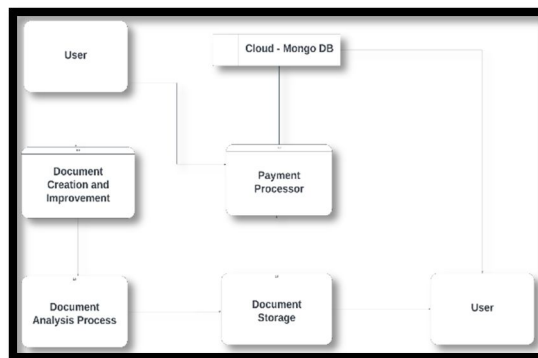 User
Cloud - Mongo DB
Document
Creation and
Improvement
Payment
Processor
Document
Analysis Process
Document
Storage
User